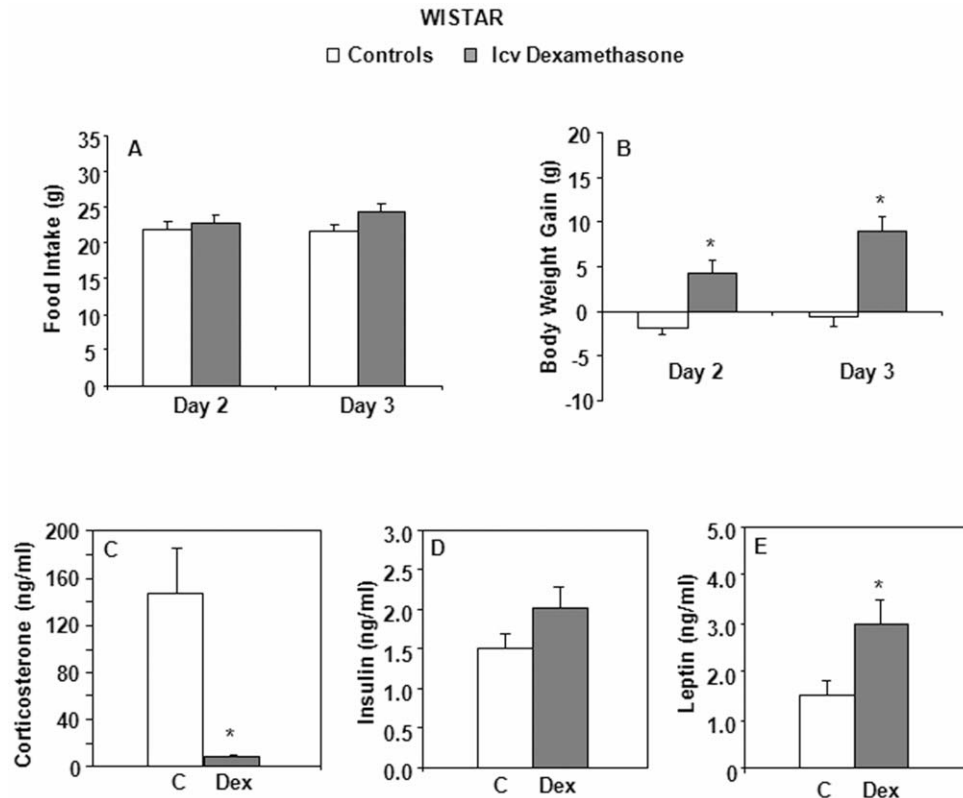 WISTAR
Controls Icv Dexamethasone
A
Food Intake (g)
35
30
25
20
15
10
5
0
Day 2 Day 3
B
Body Weight Gain (g)
20
15
10
5
0
-5
-10
* *
Day 2 Day 3
C
Corticosterone (ng/ml)
200
160
120
80
40
0
*
C Dex
D
Insulin (ng/ml)
3.0
2.5
2.0
1.5
1.0
0.5
0.0
C Dex
E
Leptin (ng/ml)
5.0
4.0
3.0
2.0
1.0
0
*
C Dex